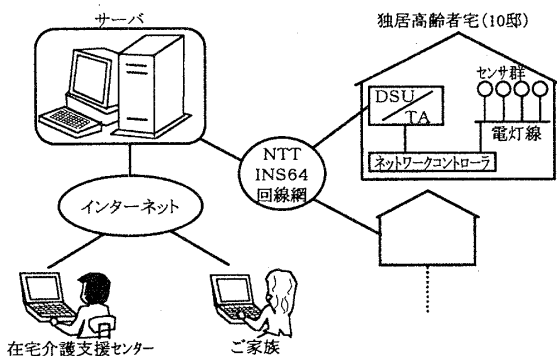 サーバ
独居高齢者宅(10邸)
センサ群
DSU
TA
電灯線
ネットワークコントローラ
NTT
INS64
回線網
インターネット
在宅介護支援センター
ご家族